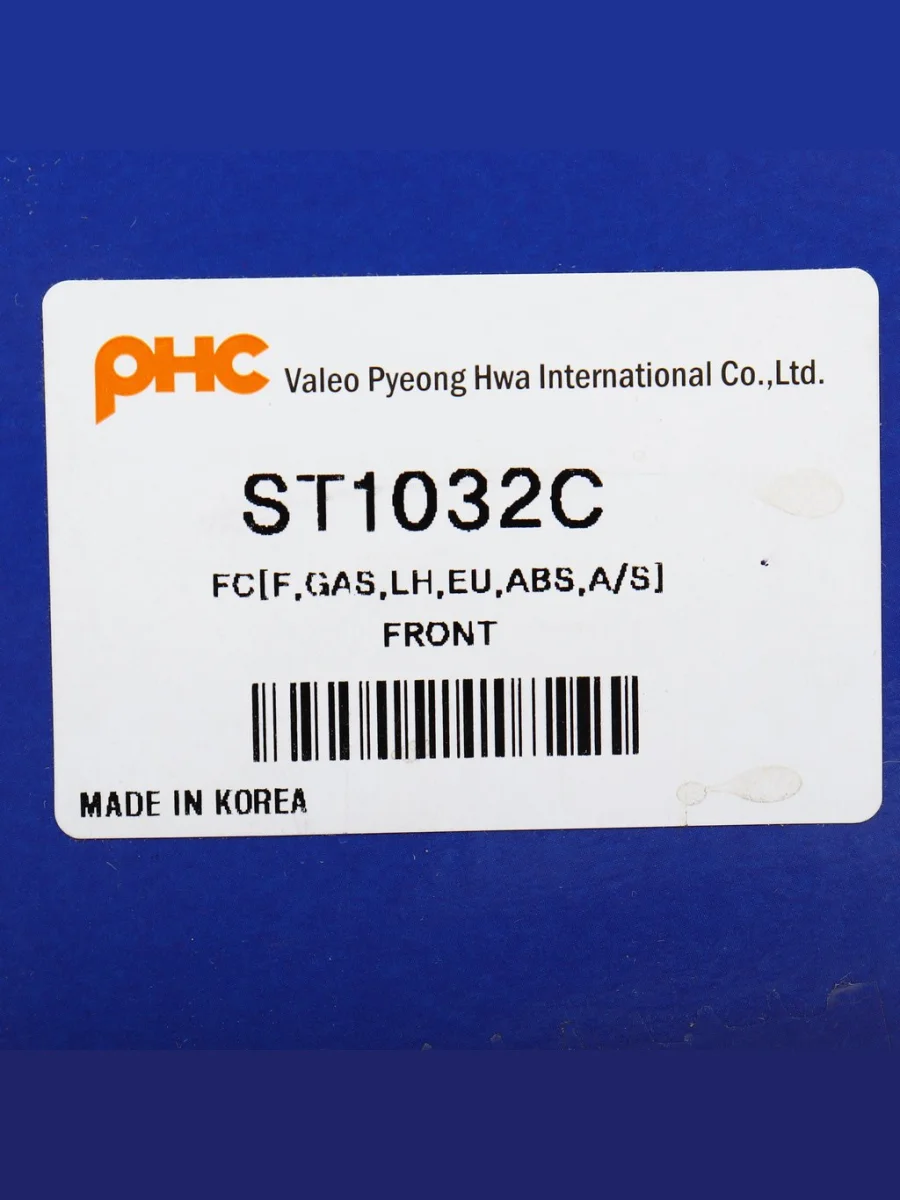 PHC Valeo Pyeong Hwa International Co.,Ltd.
ST1032C
FC[F,GAS,LH,EU,ABS,A/S]
FRONT
MADE IN KOREA